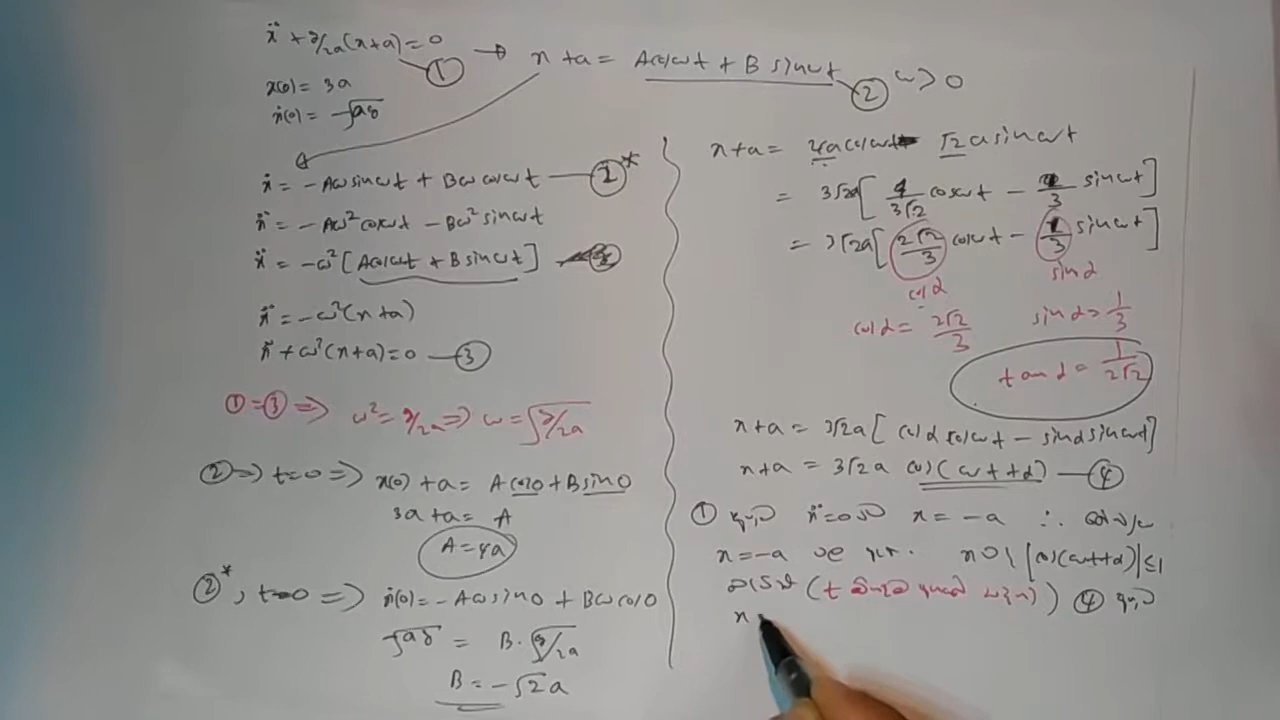 ẍ + g/2a (x+a) = 0 — ① → x + a = A cos ωt + B sin ωt — ② ω > 0
x(0) = 3a
ẋ(0) = -√ag
ẋ = -Aω sin ωt + Bω cos ωt — ②*
ẍ = -Aω² cos ωt - Bω² sin ωt
ẍ = -ω² [A cos ωt + B sin ωt]
ẍ = -ω² (x+a)
ẍ + ω² (x+a) = 0 — ③
① = ③ ⇒ ω² = g/2a ⇒ ω = √g/2a
② ⇒ t=0 ⇒ x(0) + a = A cos 0 + B sin 0
3a + a = A
A = 4a
②*, t=0 ⇒ ẋ(0) = -Aω sin 0 + Bω cos 0
-√ag = B · √g/2a
B = -√2 a
x+a = 4a cos ωt - √2 a sin ωt
= 3√2a [ 4/3√2 cos ωt - 1/3 sin ωt ]
= 3√2a [ 2√2/3 cos ωt - 1/3 sin ωt ]
cos α sin α
cos α = 2√2/3 sin α = 1/3
tan α = 1/2√2
x+a = 3√2a [ cos α cos ωt - sin α sin ωt ]
x+a = 3√2 a cos (ωt + α) — ④
① ẍ = 0 x = -a ∴
x = -a |cos(ωt+α)| ≤ 1
(t ) ④
x